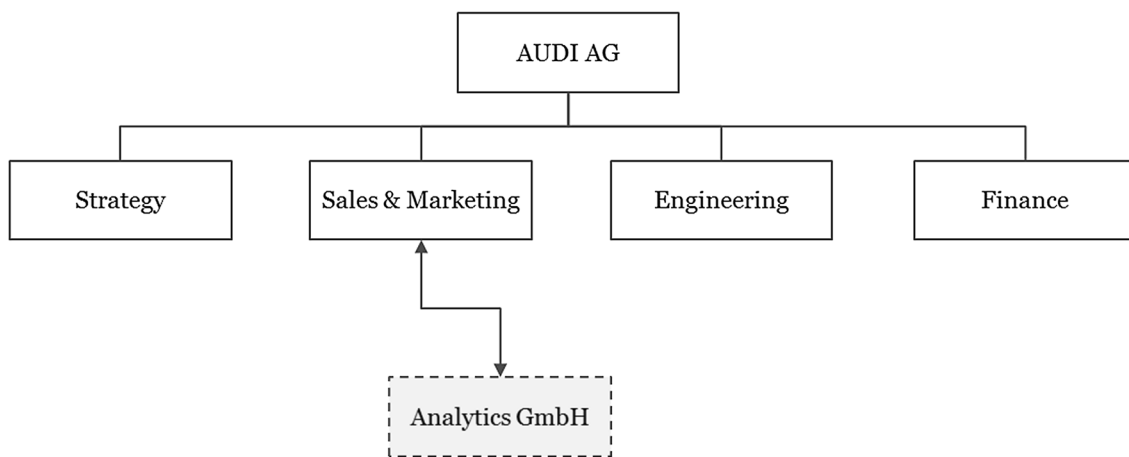 AUDI AG
Strategy
Sales & Marketing
Engineering
Finance
Analytics GmbH